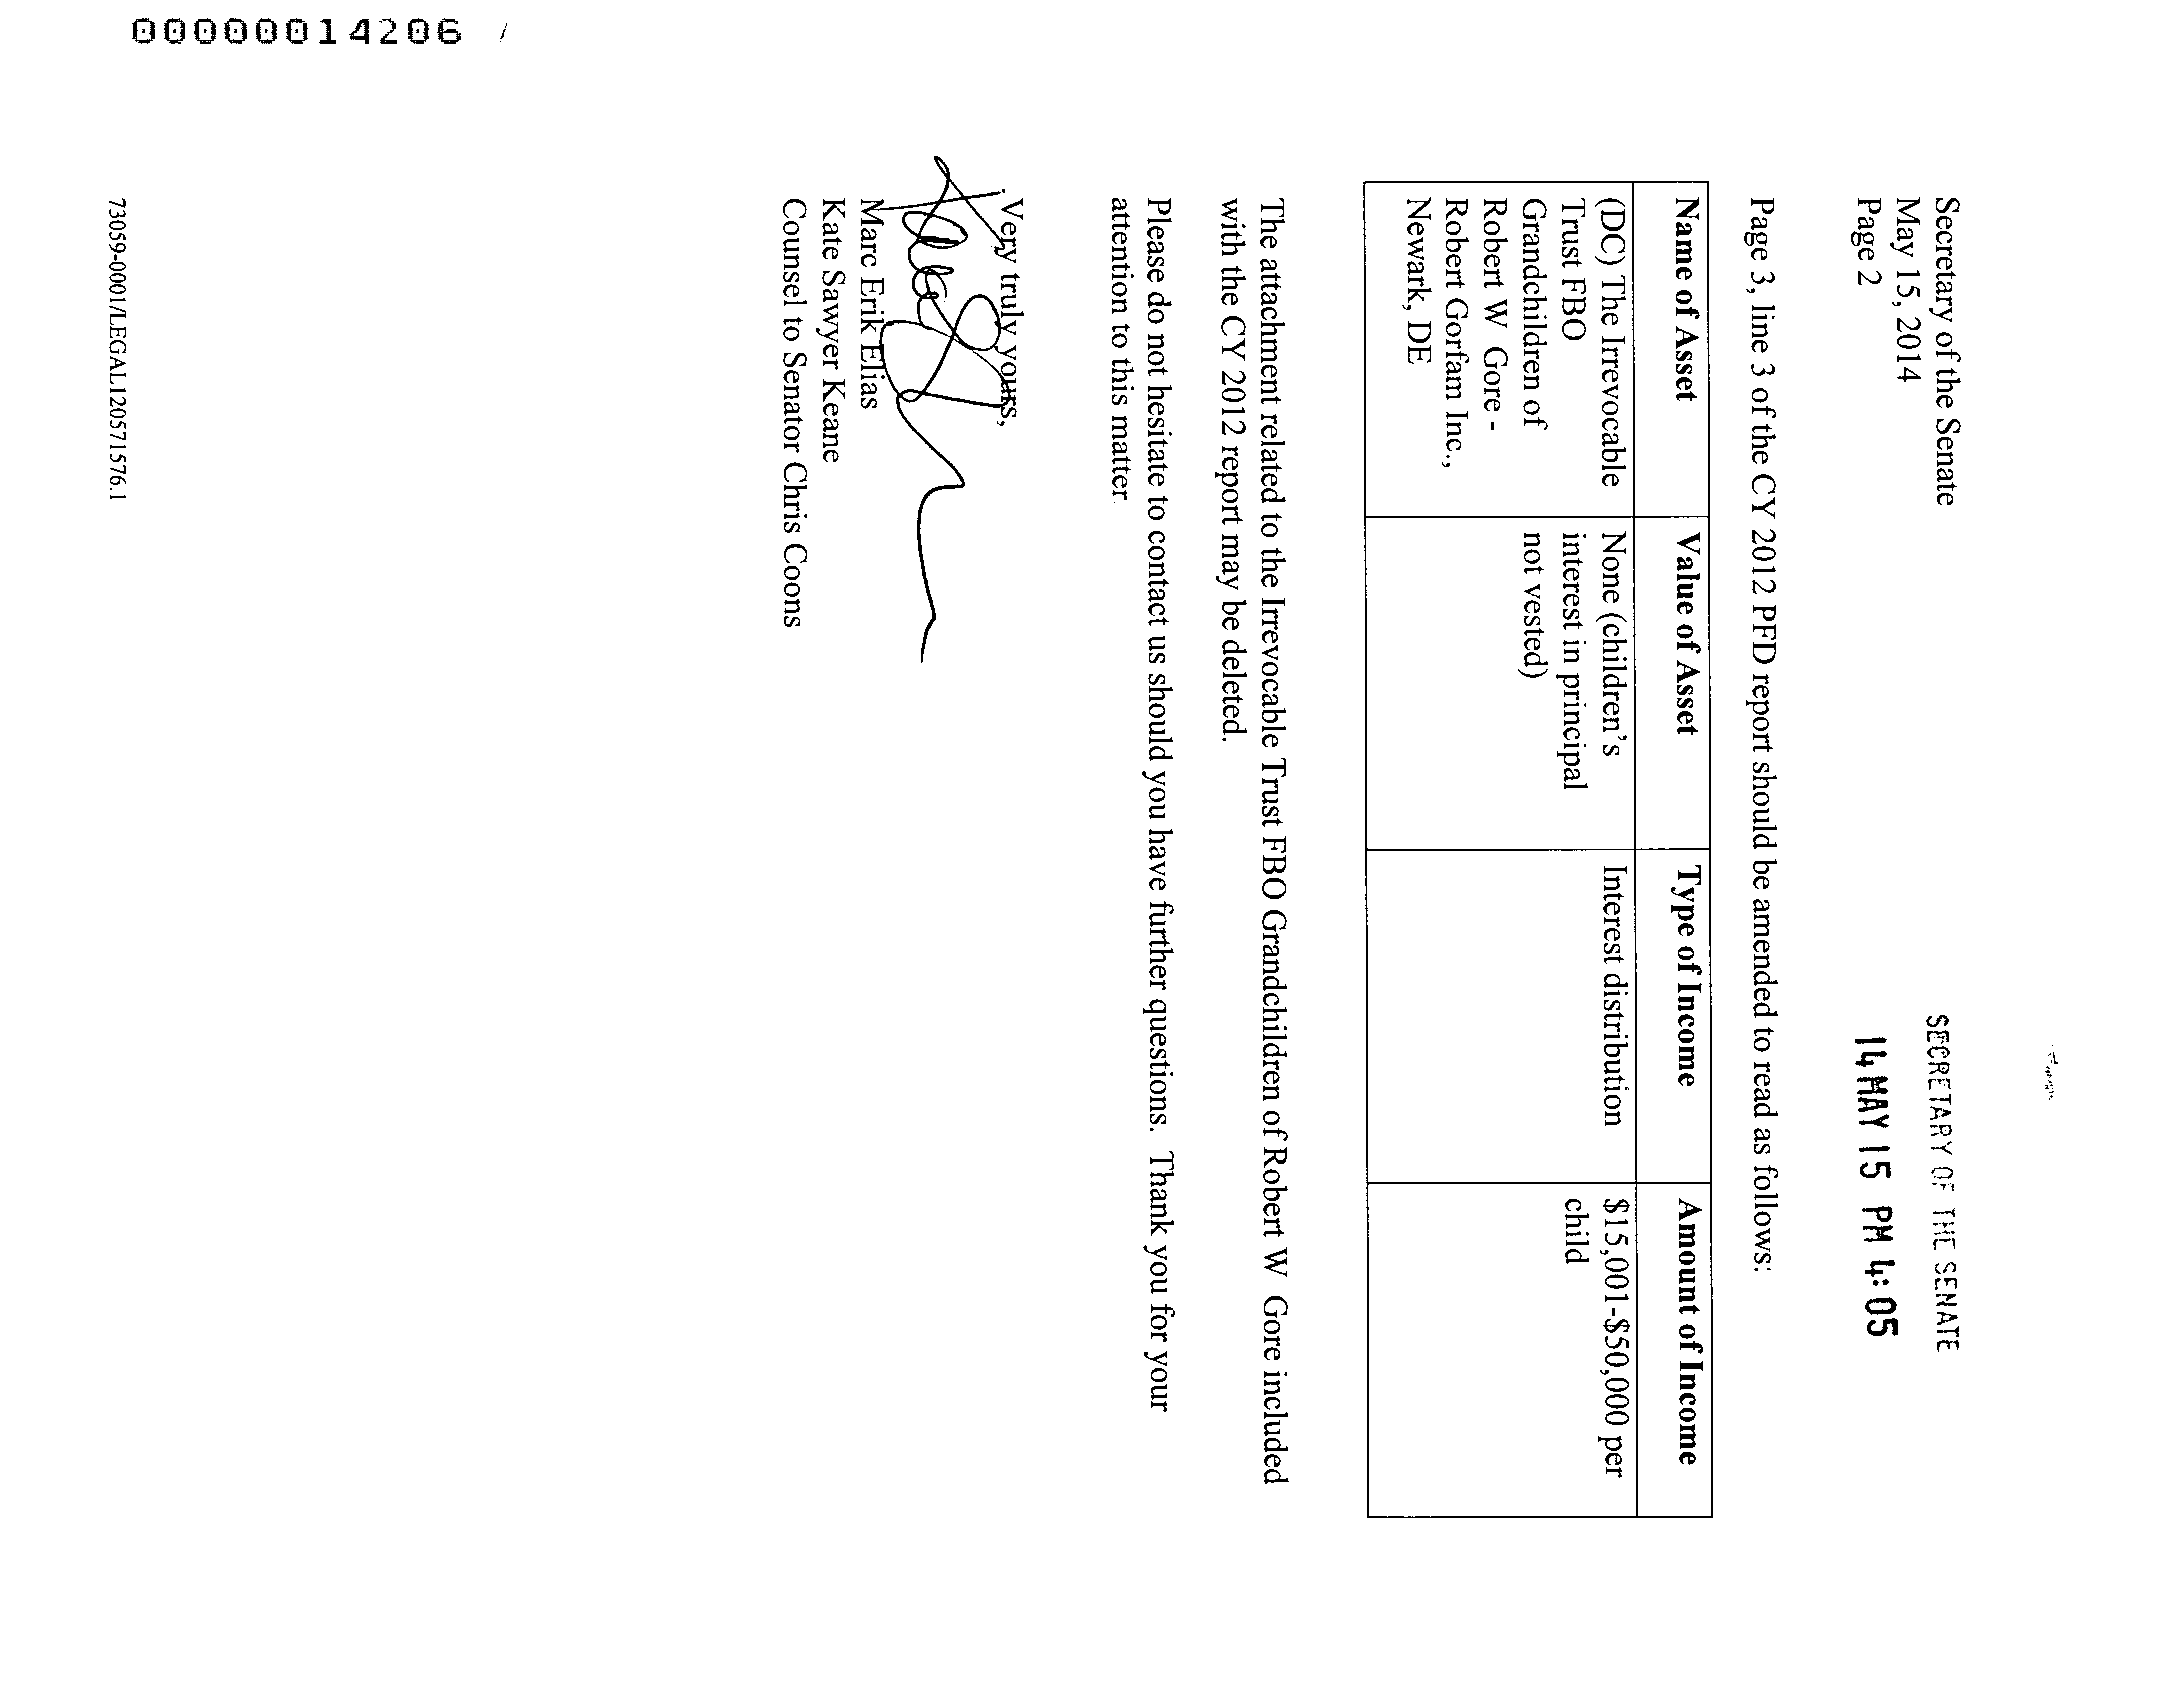 00000014206
SECRETARY OF THE SENATE
14 MAY 15 PM 4:05
Secretary of the Senate
May 15, 2014
Page 2
Page 3, line 3 of the CY 2012 PFD report should be amended to read as follows:
Name of Asset Value of Asset Type of Income Amount of Income
(DC) The Irrevocable None (children's Interest distribution $15,001-$50,000 per
Trust FBO interest in principal child
Grandchildren of not vested)
Robert W Gore -
Robert Gorfam Inc.,
Newark, DE
The attachment related to the Irrevocable Trust FBO Grandchildren of Robert W Gore included
with the CY 2012 report may be deleted.
Please do not hesitate to contact us should you have further questions. Thank you for your
attention to this matter.
Very truly yours,
Marc Erik Elias
Kate Sawyer Keane
Counsel to Senator Chris Coons
73059-0001/LEGAL120571576.1